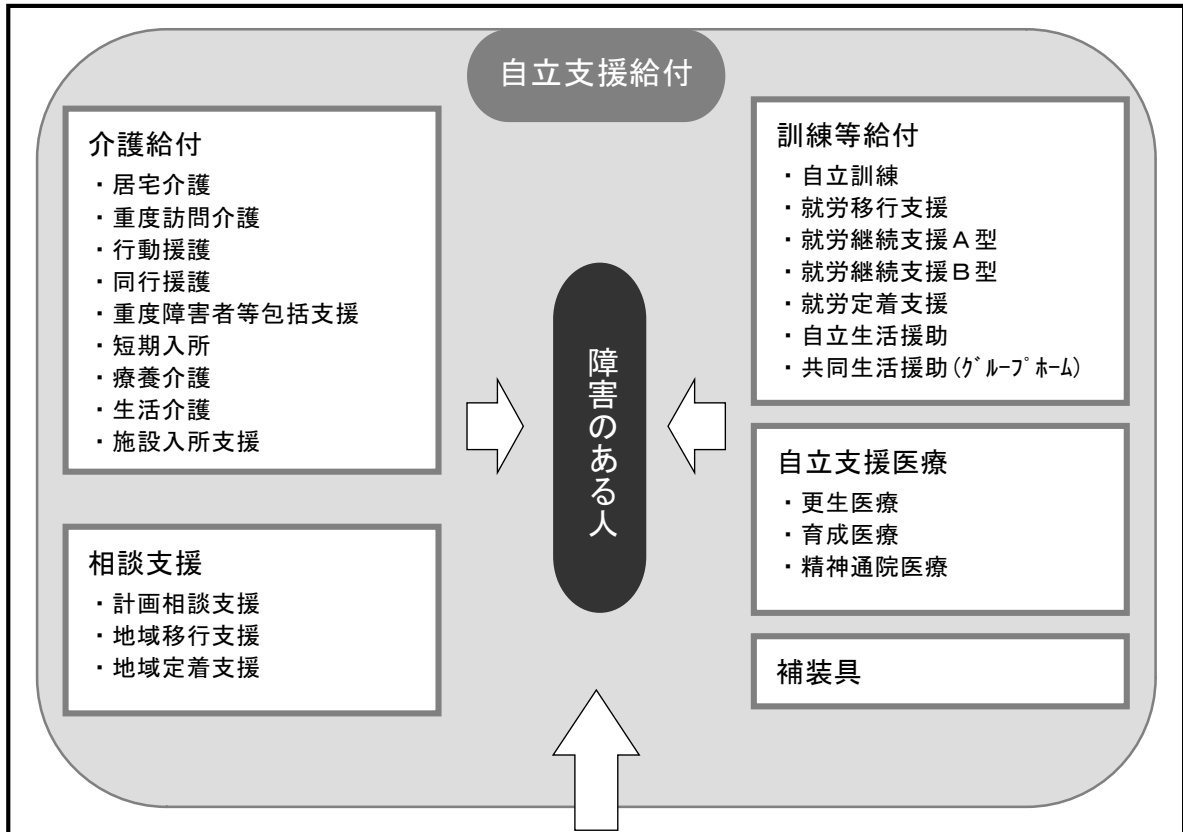 自立支援給付
介護給付
・居宅介護
・重度訪問介護
・行動援護
・同行援護
・重度障害者等包括支援
・短期入所
・療養介護
・生活介護
・施設入所支援
相談支援
・計画相談支援
・地域移行支援
・地域定着支援
障害のある人
訓練等給付
・自立訓練
・就労移行支援
・就労継続支援A型
・就労継続支援B型
・就労定着支援
・自立生活援助
・共同生活援助(ｸﾞﾙｰﾌﾟﾎｰﾑ)
自立支援医療
・更生医療
・育成医療
・精神通院医療
補装具